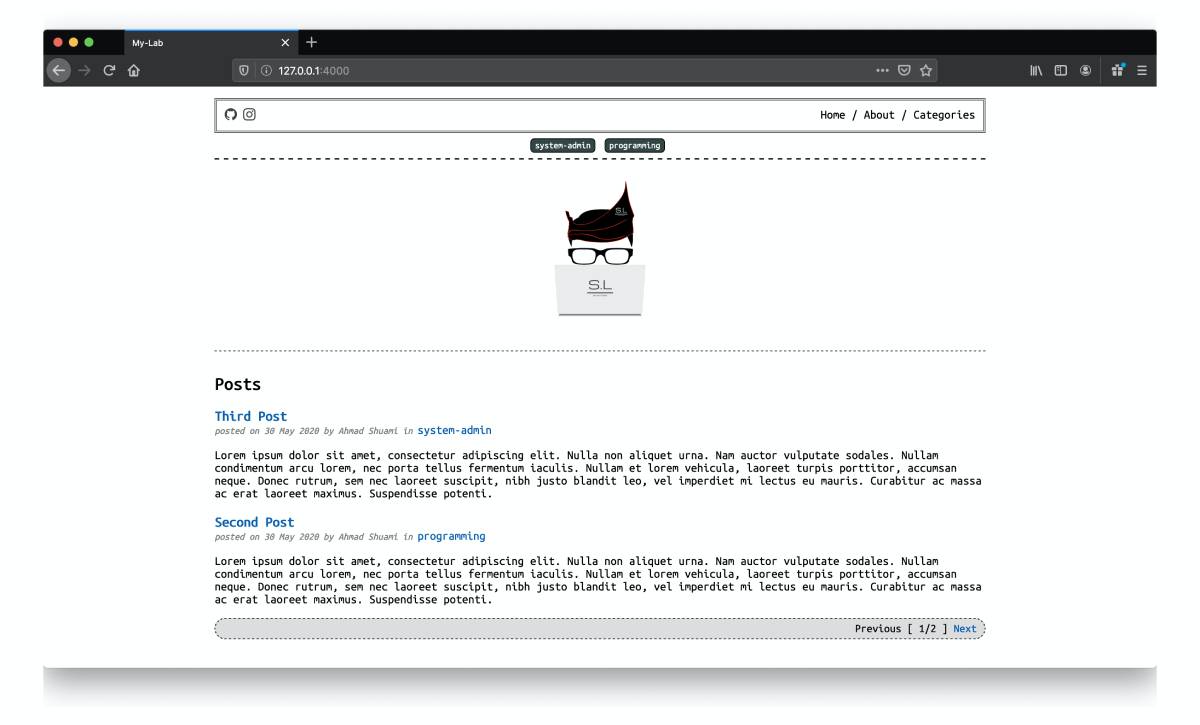 My-Lab
127.0.0.1:4000
Home / About / Categories
system-admin programming
S.L
S.L
Posts
Third Post
posted on 30 May 2020 by Ahmad Shuami in system-admin
Lorem ipsum dolor sit amet, consectetur adipiscing elit. Nulla non aliquet urna. Nam auctor vulputate sodales. Nullam
condimentum arcu lorem, nec porta tellus fermentum iaculis. Nullam et lorem vehicula, laoreet turpis porttitor, accumsan
neque. Donec rutrum, sem nec laoreet suscipit, nibh justo blandit leo, vel imperdiet mi lectus eu mauris. Curabitur ac massa
ac erat laoreet maximus. Suspendisse potenti.
Second Post
posted on 30 May 2020 by Ahmad Shuami in programming
Lorem ipsum dolor sit amet, consectetur adipiscing elit. Nulla non aliquet urna. Nam auctor vulputate sodales. Nullam
condimentum arcu lorem, nec porta tellus fermentum iaculis. Nullam et lorem vehicula, laoreet turpis porttitor, accumsan
neque. Donec rutrum, sem nec laoreet suscipit, nibh justo blandit leo, vel imperdiet mi lectus eu mauris. Curabitur ac massa
ac erat laoreet maximus. Suspendisse potenti.
Previous [ 1/2 ] Next